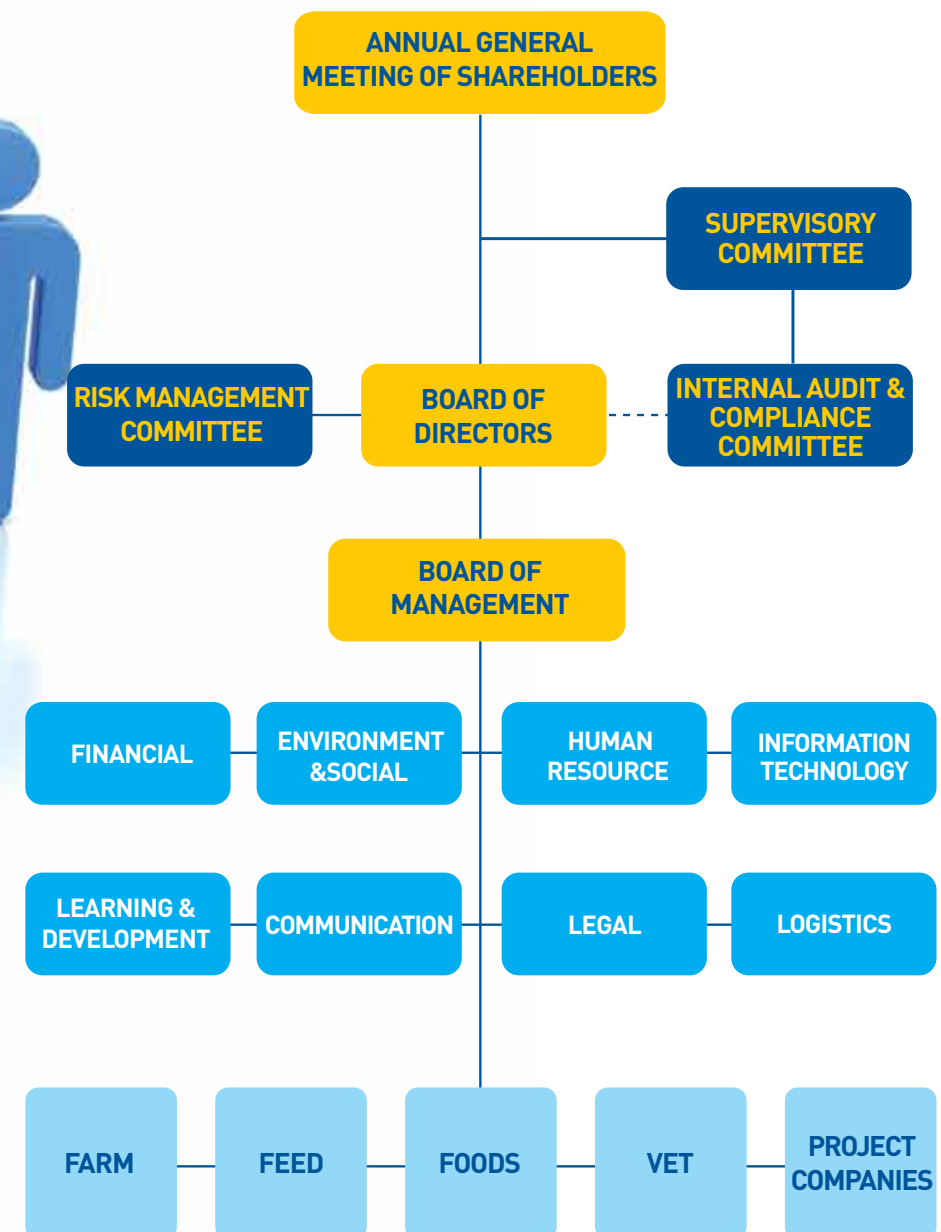 ANNUAL GENERAL
MEETING OF SHAREHOLDERS
SUPERVISORY
COMMITTEE
RISK MANAGEMENT
COMMITTEE
BOARD OF
DIRECTORS
INTERNAL AUDIT &
COMPLIANCE
COMMITTEE
BOARD OF
MANAGEMENT
FINANCIAL
ENVIRONMENT
&SOCIAL
HUMAN
RESOURCE
INFORMATION
TECHNOLOGY
LEARNING &
DEVELOPMENT
COMMUNICATION
LEGAL
LOGISTICS
FARM
FEED
FOODS
VET
PROJECT
COMPANIES